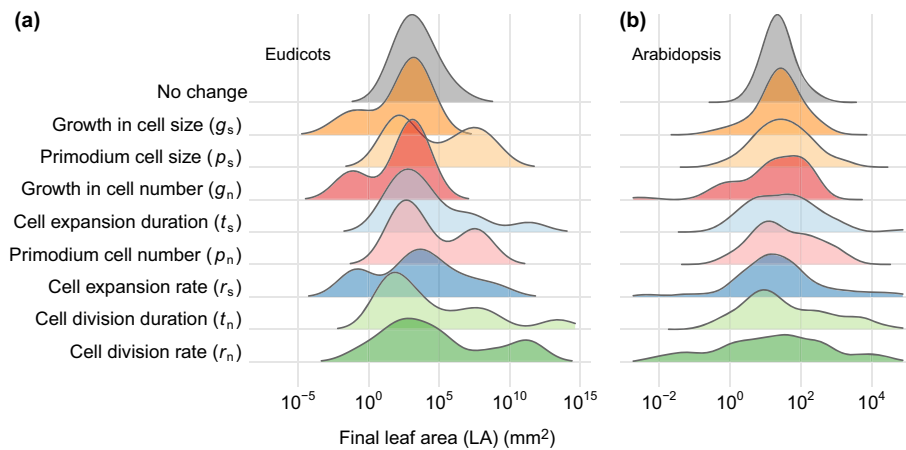 (a)
(b)
Eudicots
Arabidopsis
No change
Growth in cell size (gs)
Primodium cell size (ps)
Growth in cell number (gn)
Cell expansion duration (ts)
Primodium cell number (pn)
Cell expansion rate (rs)
Cell division duration (tn)
Cell division rate (rn)
10⁻⁵ 10⁰ 10⁵ 10¹⁰ 10¹⁵
10⁻² 10⁰ 10² 10⁴
Final leaf area (LA) (mm²)